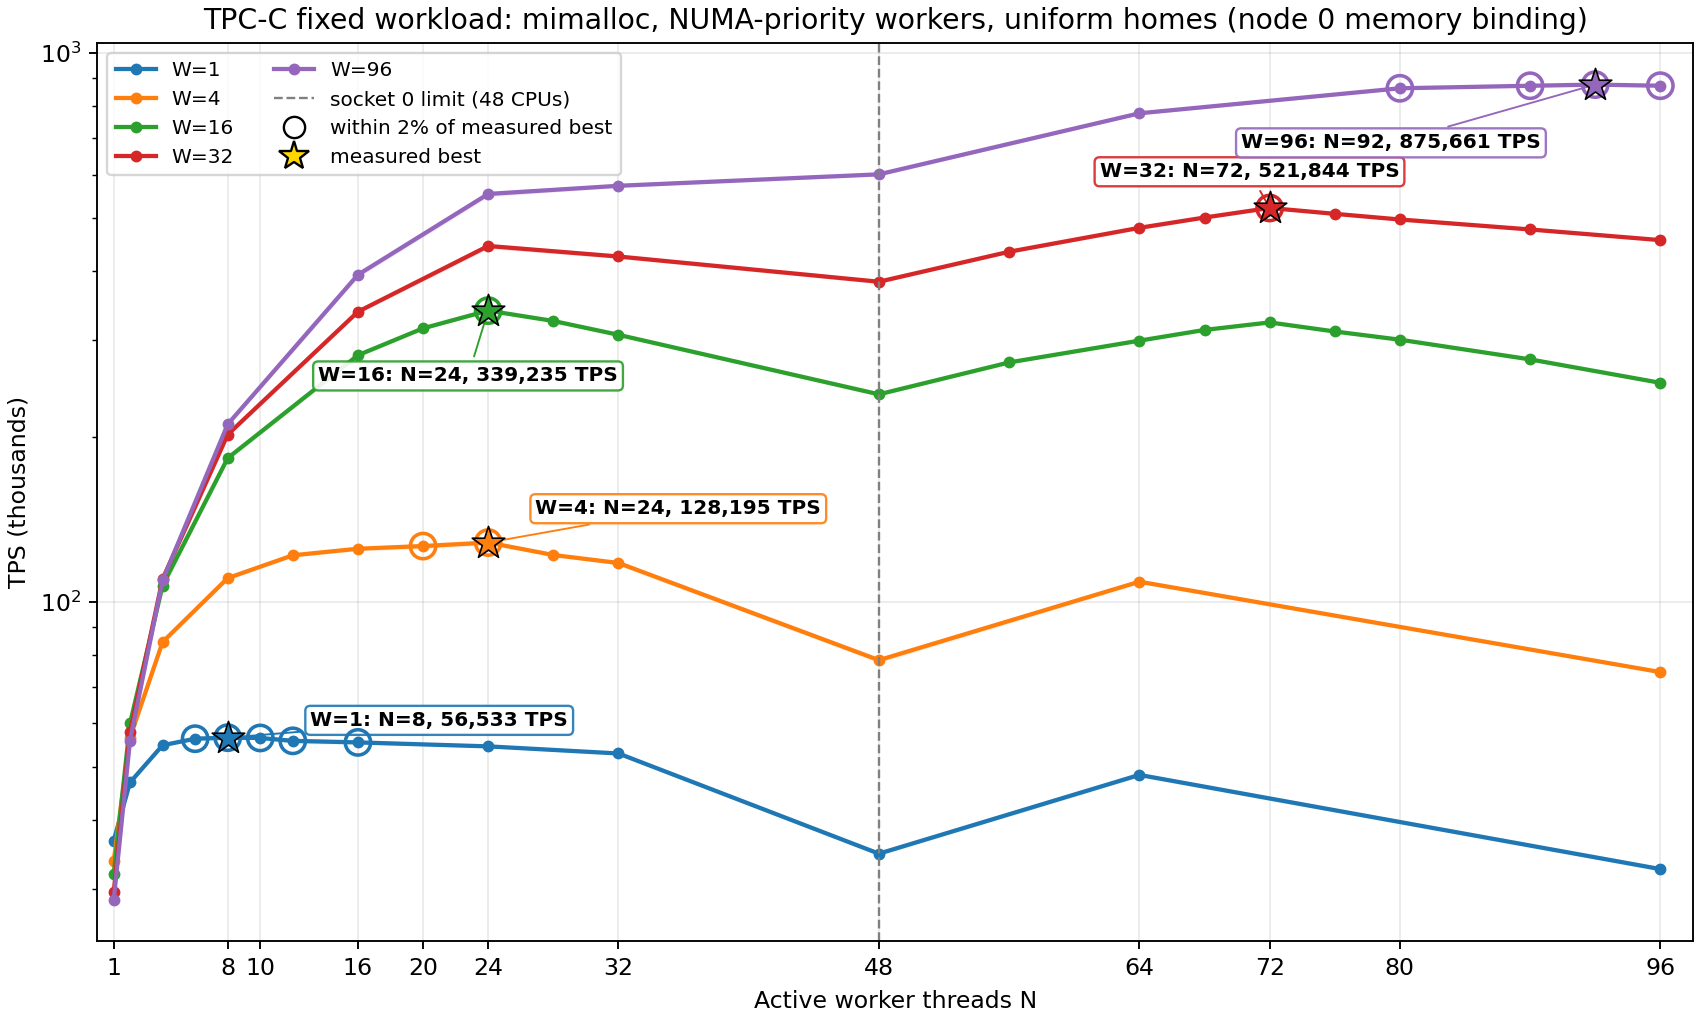 TPC-C fixed workload: mimalloc, NUMA-priority workers, uniform homes (node 0 memory binding)
10³
W=1
W=4
W=16
W=32
W=96
socket 0 limit (48 CPUs)
within 2% of measured best
measured best
W=96: N=92, 875,661 TPS
W=32: N=72, 521,844 TPS
W=16: N=24, 339,235 TPS
W=4: N=24, 128,195 TPS
10²
W=1: N=8, 56,533 TPS
TPS (thousands)
1 8 10 16 20 24 32 48 64 72 80 96
Active worker threads N